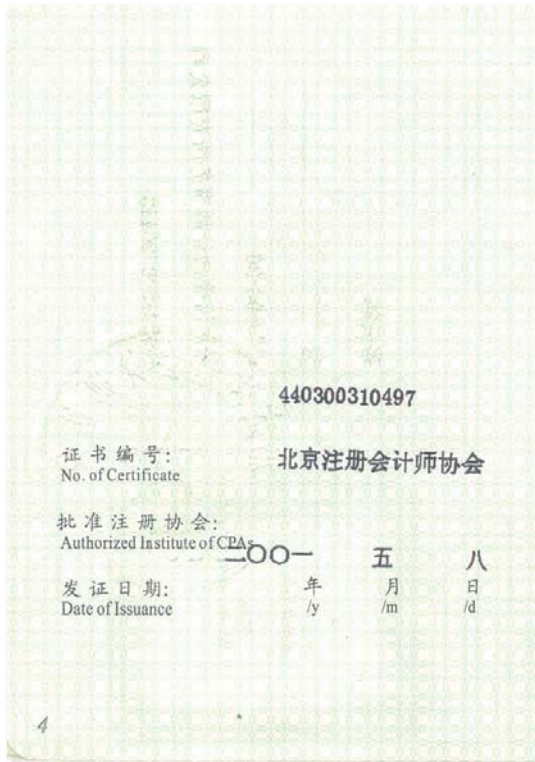 440300310497
证书编号:
北京注册会计师协会
No. of Certificate
批准注册协会:
Authorized Institute of CPAs
二〇〇一 五 八
发证日期: 年 月 日
Date of Issuance /y /m /d
4